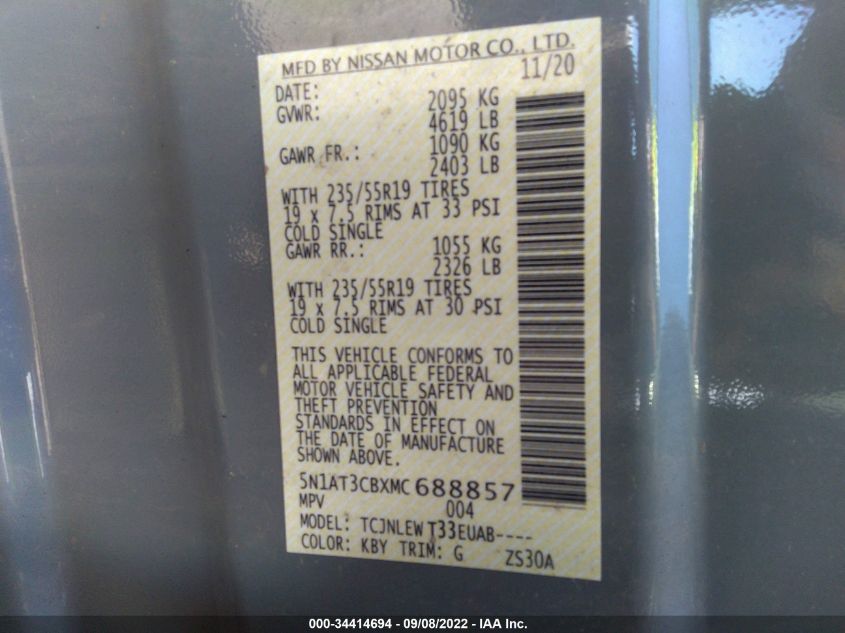 MFD BY NISSAN MOTOR CO., LTD.
DATE: 11/20
GVWR: 2095 KG
4619 LB
GAWR FR.: 1090 KG
2403 LB
WITH 235/55R19 TIRES
19 x 7.5 RIMS AT 33 PSI
COLD SINGLE
GAWR RR.: 1055 KG
2326 LB
WITH 235/55R19 TIRES
19 x 7.5 RIMS AT 30 PSI
COLD SINGLE
THIS VEHICLE CONFORMS TO
ALL APPLICABLE FEDERAL
MOTOR VEHICLE SAFETY AND
THEFT PREVENTION
STANDARDS IN EFFECT ON
THE DATE OF MANUFACTURE
SHOWN ABOVE.
5N1AT3CBXMC688857
MPV 004
MODEL: TCJNLEW T33EUAB----
COLOR: KBY TRIM: G ZS30A
000-34414694 - 09/08/2022 - IAA Inc.